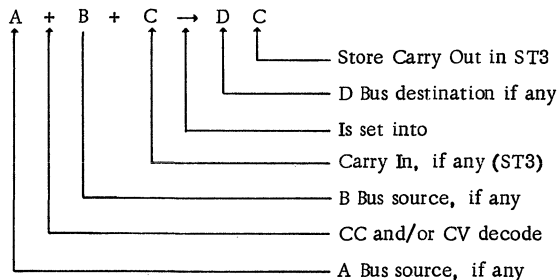 A + B + C → D C
Store Carry Out in ST3
D Bus destination if any
Is set into
Carry In, if any (ST3)
B Bus source, if any
CC and/or CV decode
A Bus source, if any